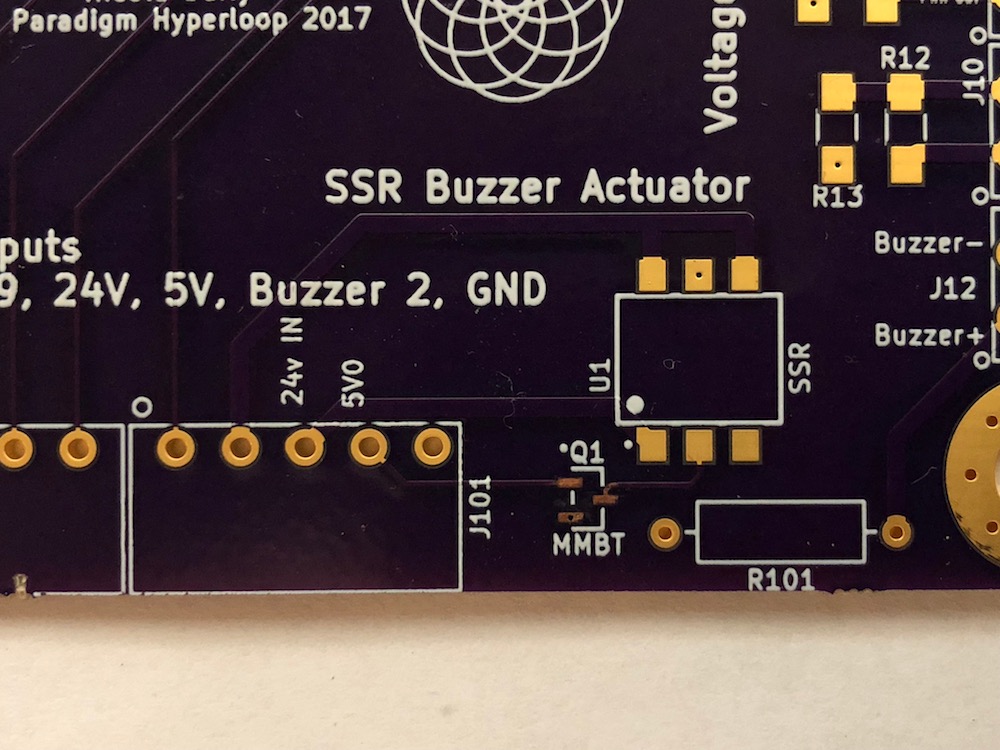 Paradigm Hyperloop 2017
Voltage
R12
J10
R13
SSR Buzzer Actuator
puts
9, 24V, 5V, Buzzer 2, GND
Buzzer-
J12
Buzzer+
24v IN
5V0
U1
SSR
Q1
J101
MMBT
R101